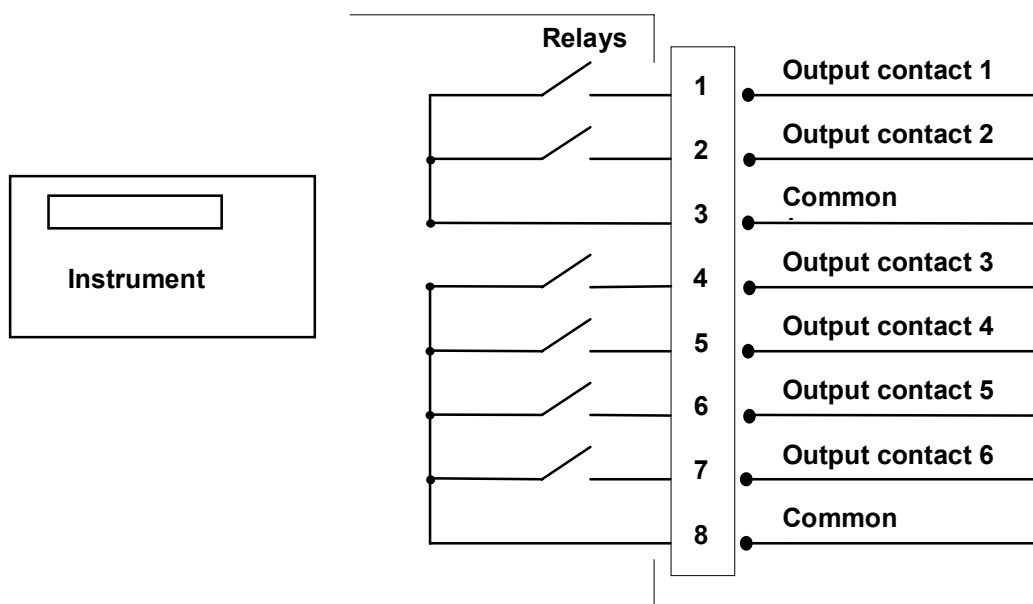 Relays
1 Output contact 1
2 Output contact 2
3 Common
Instrument
4 Output contact 3
5 Output contact 4
6 Output contact 5
7 Output contact 6
8 Common